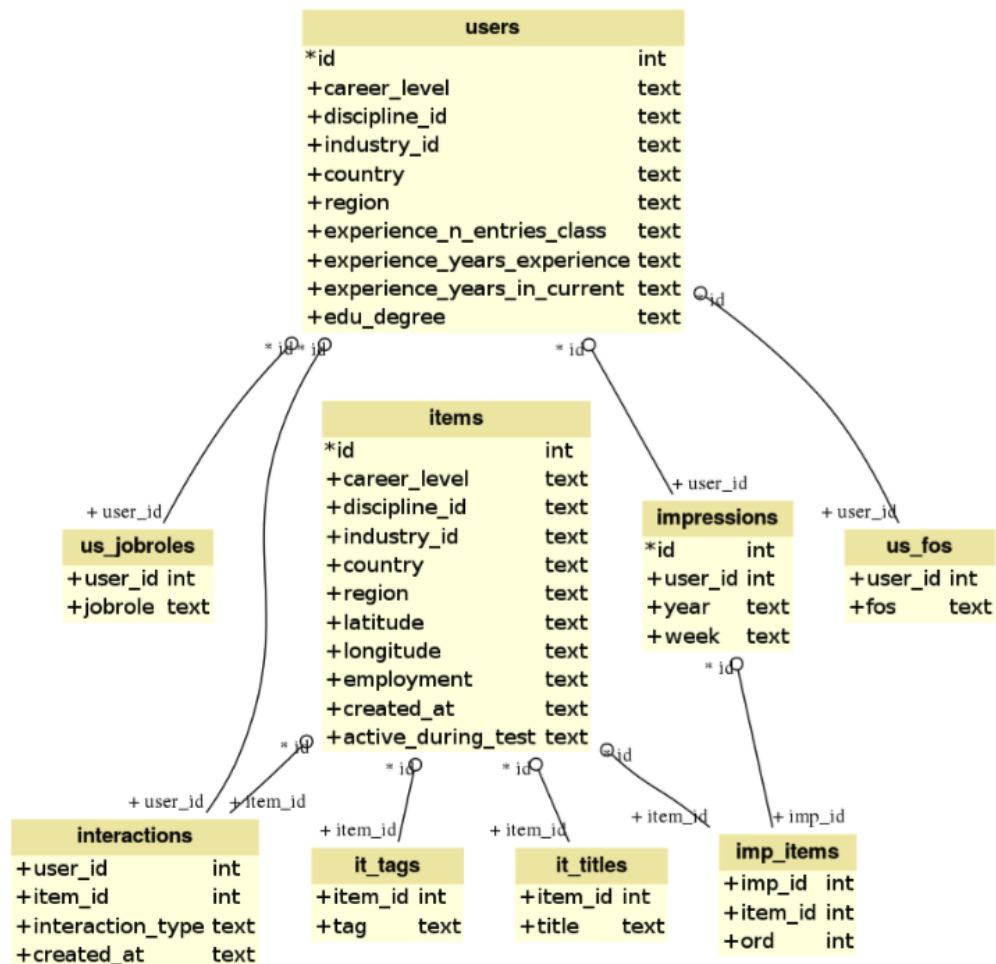 users
*id int
+career_level text
+discipline_id text
+industry_id text
+country text
+region text
+experience_n_entries_class text
+experience_years_experience text
+experience_years_in_current text
+edu_degree text
* id
* id
* id
* id
items
*id int
+career_level text
+discipline_id text
+industry_id text
+country text
+region text
+latitude text
+longitude text
+employment text
+created_at text
+active_during_test text
+ user_id
+ user_id
+ user_id
us_jobroles
+user_id int
+jobrole text
impressions
*id int
+user_id int
+year text
+week text
us_fos
+user_id int
+fos text
* id
* id
* id
* id
* id
+ user_id
+ item_id
+ item_id
+ item_id
+ item_id
+ imp_id
interactions
+user_id int
+item_id int
+interaction_type text
+created_at text
it_tags
+item_id int
+tag text
it_titles
+item_id int
+title text
imp_items
+imp_id int
+item_id int
+ord int